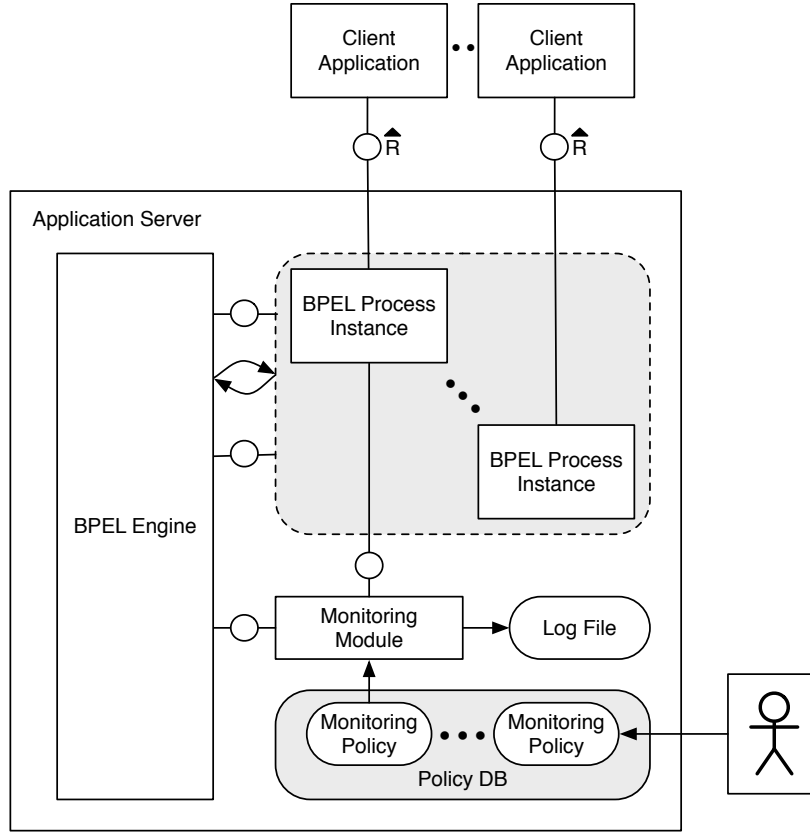 Client
Application
Client
Application
R
R
Application Server
BPEL Process
Instance
BPEL Process
Instance
BPEL Engine
Monitoring
Module
Log File
Monitoring
Policy
Monitoring
Policy
Policy DB